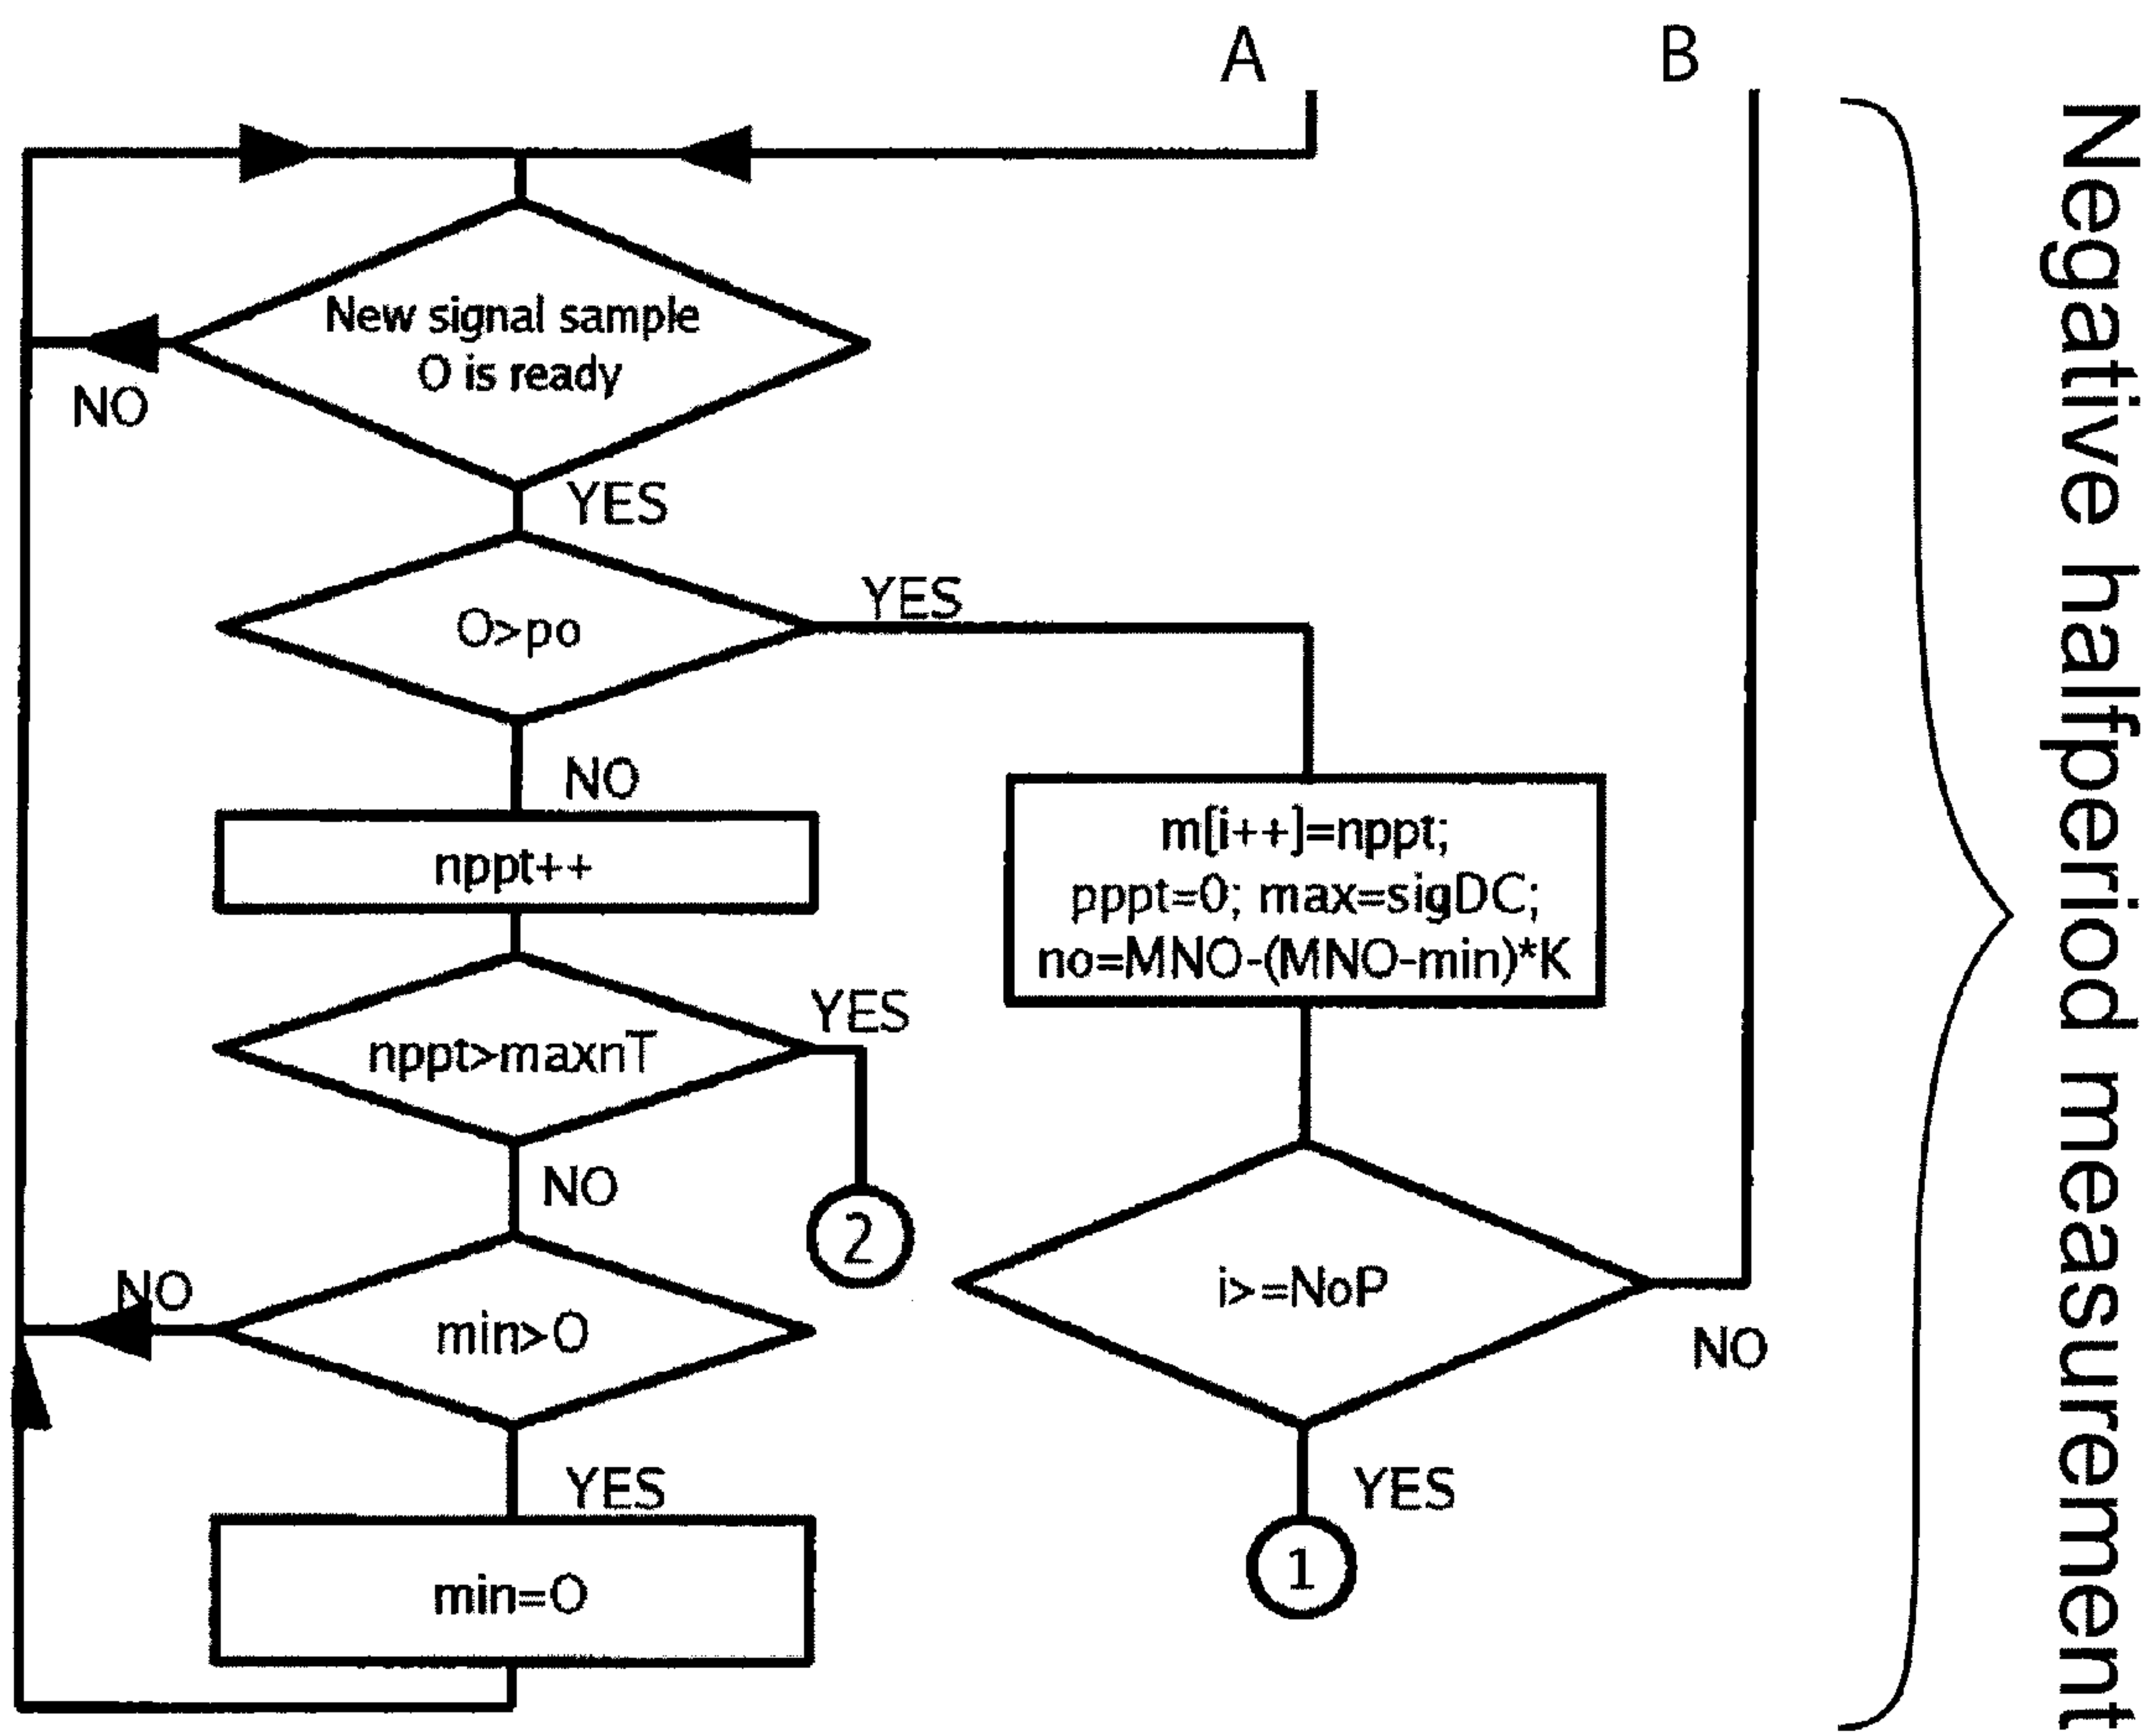 A
B
New signal sample
O is ready
NO
YES
O>po
YES
NO
nppt++
m[i++]=nppt;
pppt=0; max=sigDC;
no=MNO-(MNO-min)*K
nppt>maxnT
YES
NO
2
NO
min>O
i>=NoP
NO
YES
YES
min=O
1
Negative halfperiod measurement